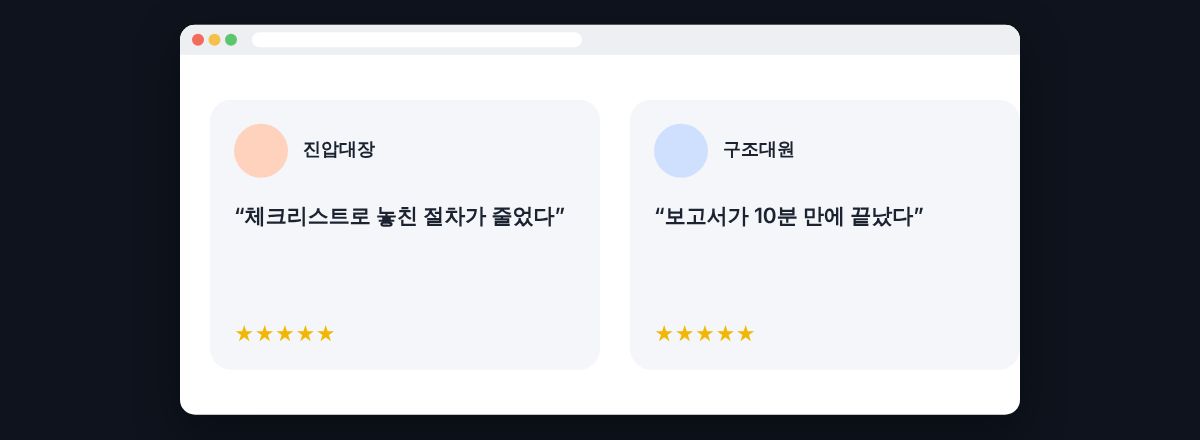 진압대장
“체크리스트로 놓친 절차가 줄었다”
★★★★★
구조대원
“보고서가 10분 만에 끝났다”
★★★★★